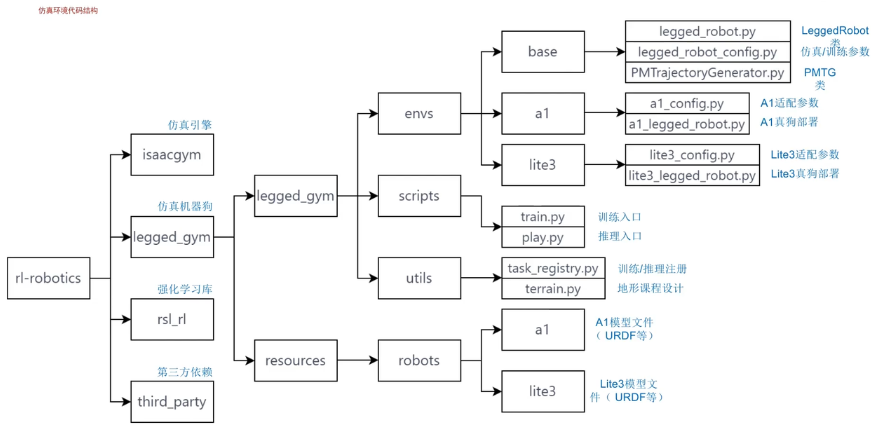 仿真环境代码结构
legged_robot.py
LeggedRobot
类
base
legged_robot_config.py
仿真/训练参数
PMTrajectoryGenerator.py
PMTG
类
仿真引擎
envs
a1
a1_config.py
A1适配参数
a1_legged_robot.py
A1真狗部署
isaacgym
lite3
lite3_config.py
Lite3适配参数
lite3_legged_robot.py
Lite3真狗部署
仿真机器狗
legged_gym
scripts
train.py
训练入口
legged_gym
play.py
推理入口
rl-robotics
utils
task_registry.py
训练/推理注册
terrain.py
地形课程设计
强化学习库
rsl_rl
a1
A1模型文件
（ URDF等）
resources
robots
第三方依赖
third_party
lite3
Lite3模型文
件（ URDF等）